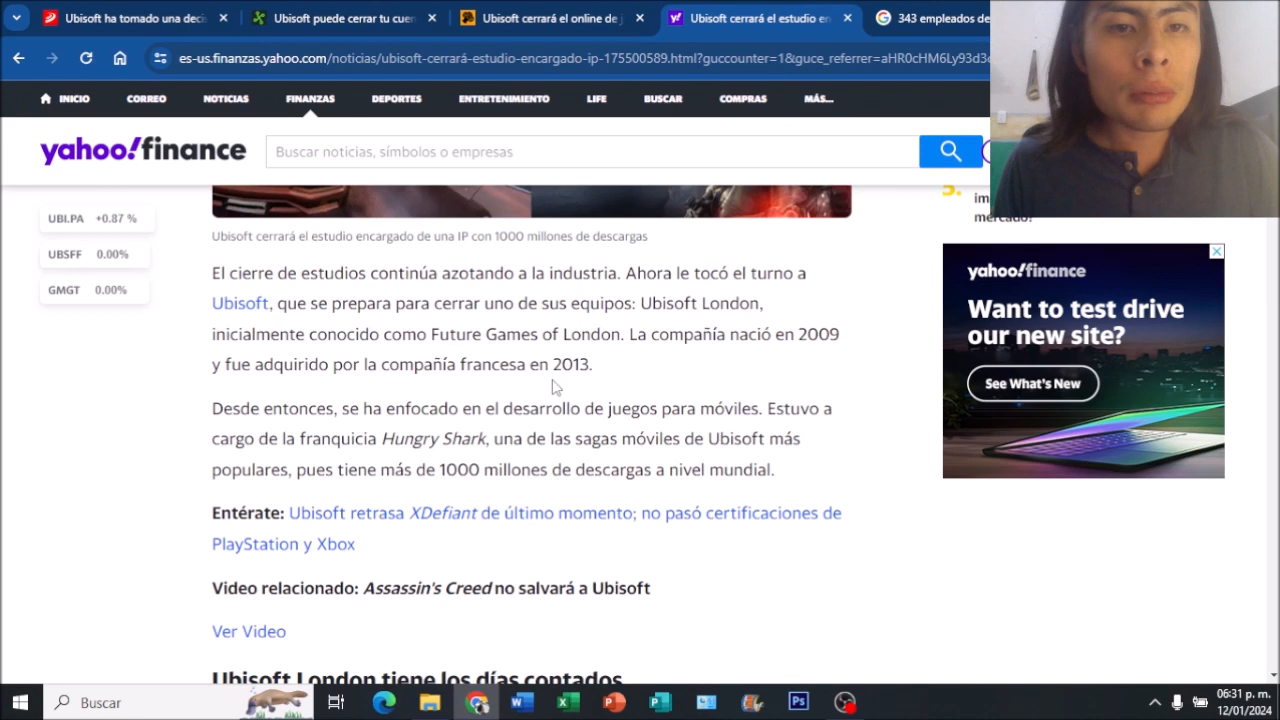 Ubisoft ha tomado una deci
Ubisoft puede cerrar tu cuen
Ubisoft cerrará el online de j
Ubisoft cerrará el estudio en
343 empleados de
es-us.finanzas.yahoo.com/noticias/ubisoft-cerrará-estudio-encargado-ip-175500589.html?guccounter=1&guce_referrer=aHR0cHM6Ly93d3
INICIO CORREO NOTICIAS FINANZAS DEPORTES ENTRETENIMIENTO LIFE BUSCAR COMPRAS MÁS...
yahoo!finance
Buscar noticias, símbolos o empresas
UBI.PA +0.87 %
UBSFF 0.00%
GMGT 0.00%
Ubisoft cerrará el estudio encargado de una IP con 1000 millones de descargas
El cierre de estudios continúa azotando a la industria. Ahora le tocó el turno a
Ubisoft, que se prepara para cerrar uno de sus equipos: Ubisoft London,
inicialmente conocido como Future Games of London. La compañía nació en 2009
y fue adquirido por la compañía francesa en 2013.
Desde entonces, se ha enfocado en el desarrollo de juegos para móviles. Estuvo a
cargo de la franquicia Hungry Shark, una de las sagas móviles de Ubisoft más
populares, pues tiene más de 1000 millones de descargas a nivel mundial.
Entérate: Ubisoft retrasa XDefiant de último momento; no pasó certificaciones de
PlayStation y Xbox
Video relacionado: Assassin's Creed no salvará a Ubisoft
Ver Video
Ubisoft London tiene los días contados
5.
im
mercado!
yahoo!finance
Want to test drive
our new site?
See What's New
Buscar
06:31 p. m.
12/01/2024